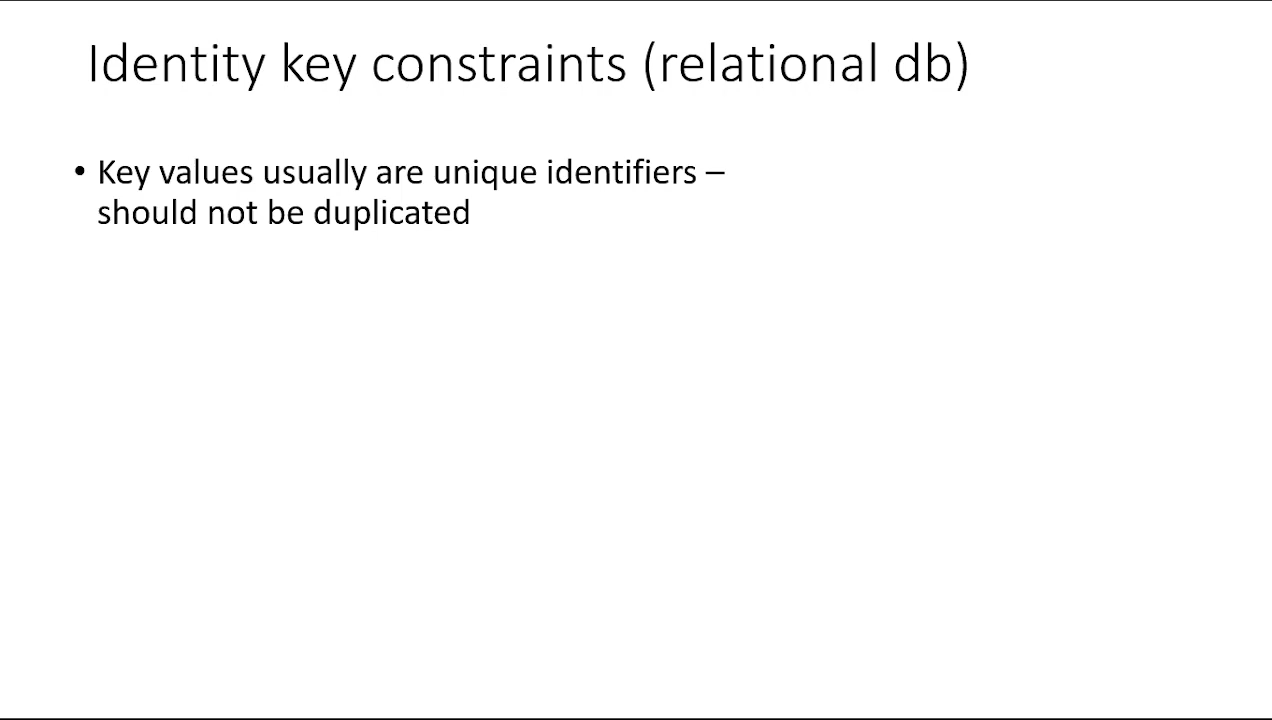 Identity key constraints (relational db)
• Key values usually are unique identifiers –
should not be duplicated